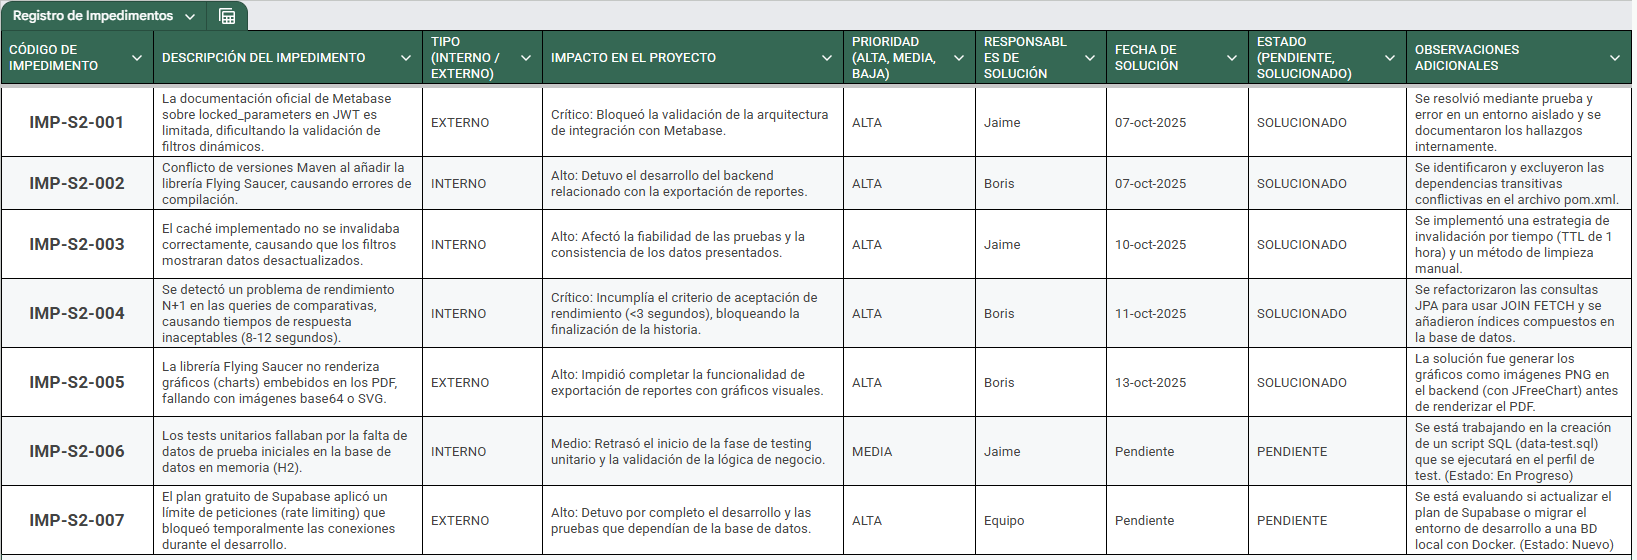 Registro de Impedimentos
CÓDIGO DE
IMPEDIMENTO
DESCRIPCIÓN DEL IMPEDIMENTO
TIPO
(INTERNO /
EXTERNO)
IMPACTO EN EL PROYECTO
PRIORIDAD
(ALTA, MEDIA,
BAJA)
RESPONSABL
ES DE
SOLUCIÓN
FECHA DE
SOLUCIÓN
ESTADO
(PENDIENTE,
SOLUCIONADO)
OBSERVACIONES
ADICIONALES
IMP-S2-001
La documentación oficial de Metabase
sobre locked_parameters en JWT es
limitada, dificultando la validación de
filtros dinámicos.
EXTERNO
Crítico: Bloqueó la validación de la arquitectura
de integración con Metabase.
ALTA
Jaime
07-oct-2025
SOLUCIONADO
Se resolvió mediante prueba y
error en un entorno aislado y se
documentaron los hallazgos
internamente.
IMP-S2-002
Conflicto de versiones Maven al añadir la
librería Flying Saucer, causando errores de
compilación.
INTERNO
Alto: Detuvo el desarrollo del backend
relacionado con la exportación de reportes.
ALTA
Boris
07-oct-2025
SOLUCIONADO
Se identificaron y excluyeron las
dependencias transitivas
conflictivas en el archivo pom.xml.
IMP-S2-003
El caché implementado no se invalidaba
correctamente, causando que los filtros
mostraran datos desactualizados.
INTERNO
Alto: Afectó la fiabilidad de las pruebas y la
consistencia de los datos presentados.
ALTA
Jaime
10-oct-2025
SOLUCIONADO
Se implementó una estrategia de
invalidación por tiempo (TTL de 1
hora) y un método de limpieza
manual.
IMP-S2-004
Se detectó un problema de rendimiento
N+1 en las queries de comparativas,
causando tiempos de respuesta
inaceptables (8-12 segundos).
INTERNO
Crítico: Incumplía el criterio de aceptación de
rendimiento (<3 segundos), bloqueando la
finalización de la historia.
ALTA
Boris
11-oct-2025
SOLUCIONADO
Se refactorizaron las consultas
JPA para usar JOIN FETCH y se
añadieron índices compuestos en
la base de datos.
IMP-S2-005
La librería Flying Saucer no renderiza
gráficos (charts) embebidos en los PDF,
fallando con imágenes base64 o SVG.
EXTERNO
Alto: Impidió completar la funcionalidad de
exportación de reportes con gráficos visuales.
ALTA
Boris
13-oct-2025
SOLUCIONADO
La solución fue generar los
gráficos como imágenes PNG en
el backend (con JFreeChart) antes
de renderizar el PDF.
IMP-S2-006
Los tests unitarios fallaban por la falta de
datos de prueba iniciales en la base de
datos en memoria (H2).
INTERNO
Medio: Retrasó el inicio de la fase de testing
unitario y la validación de la lógica de negocio.
MEDIA
Jaime
Pendiente
PENDIENTE
Se está trabajando en la creación
de un script SQL (data-test.sql)
que se ejecutará en el perfil de
test. (Estado: En Progreso)
IMP-S2-007
El plan gratuito de Supabase aplicó un
límite de peticiones (rate limiting) que
bloqueó temporalmente las conexiones
durante el desarrollo.
EXTERNO
Alto: Detuvo por completo el desarrollo y las
pruebas que dependían de la base de datos.
ALTA
Equipo
Pendiente
PENDIENTE
Se está evaluando si actualizar el
plan de Supabase o migrar el
entorno de desarrollo a una BD
local con Docker. (Estado: Nuevo)